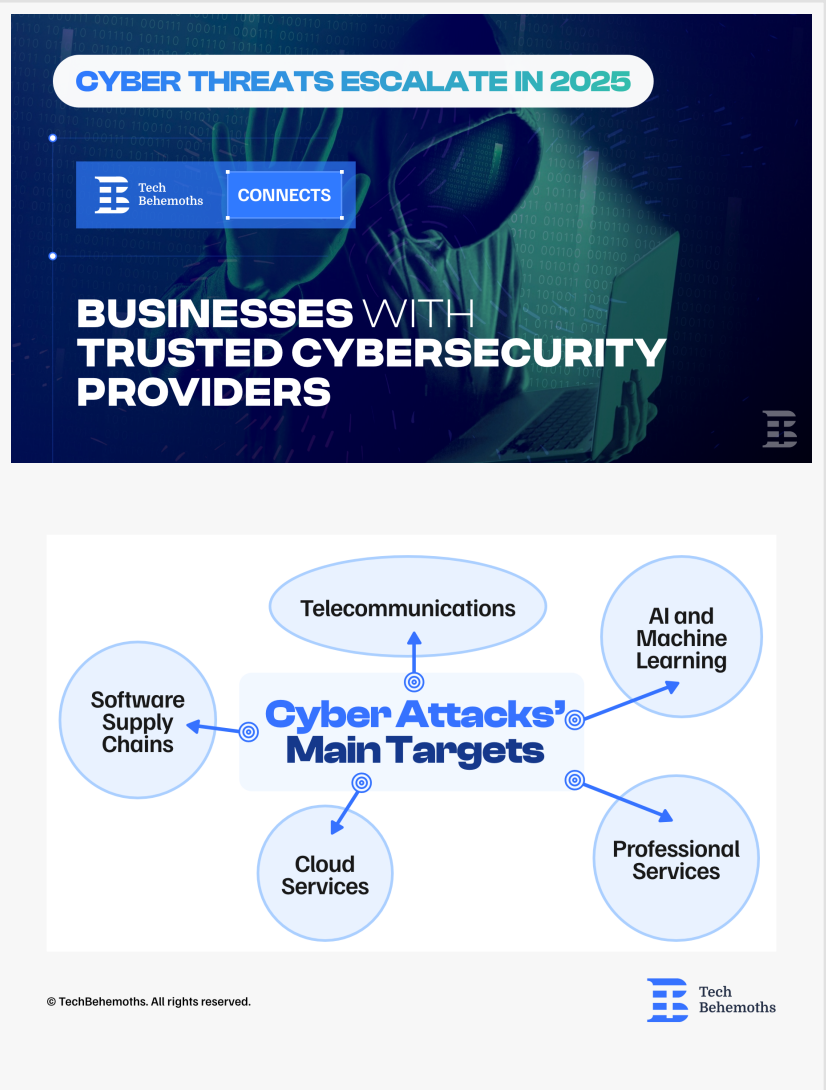 CYBER THREATS ESCALATE IN 2025
Tech
Behemoths
CONNECTS
BUSINESSES WITH
TRUSTED CYBERSECURITY
PROVIDERS
Telecommunications
AI and
Machine
Learning
Software
Supply
Chains
Cyber Attacks'
Main Targets
Cloud
Services
Professional
Services
© TechBehemoths. All rights reserved.
Tech
Behemoths